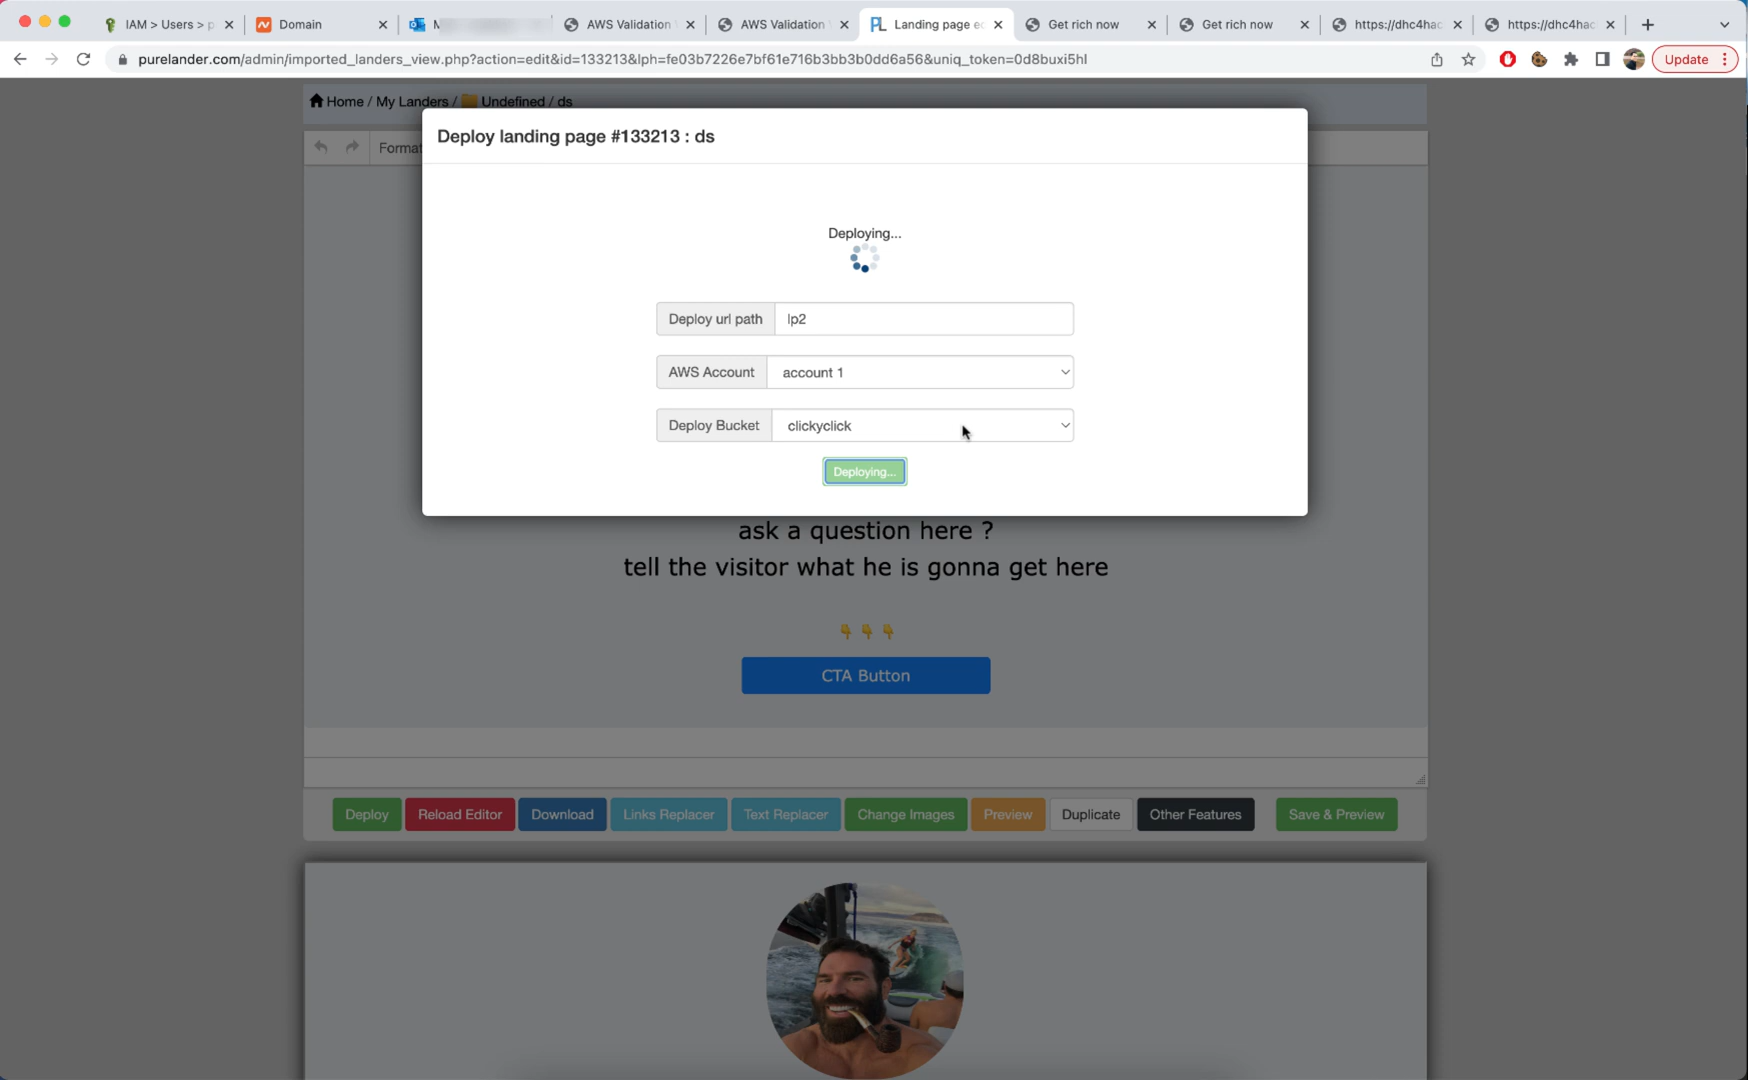 IAM > Users > p
Domain
M
AWS Validation
AWS Validation
Landing page e
Get rich now
Get rich now
https://dhc4hac
https://dhc4hac
purelander.com/admin/imported_landers_view.php?action=edit&id=133213&lph=fe03b7226e7bf61e716b3bb3b0dd6a56&uniq_token=0d8buxi5hl
Update
Home / My Landers / Undefined / ds
Format
Deploy landing page #133213 : ds
Deploying...
Deploy url path lp2
AWS Account account 1
Deploy Bucket clickyclick
Deploying...
ask a question here ?
tell the visitor what he is gonna get here
CTA Button
Deploy Reload Editor Download Links Replacer Text Replacer Change Images Preview Duplicate Other Features Save & Preview